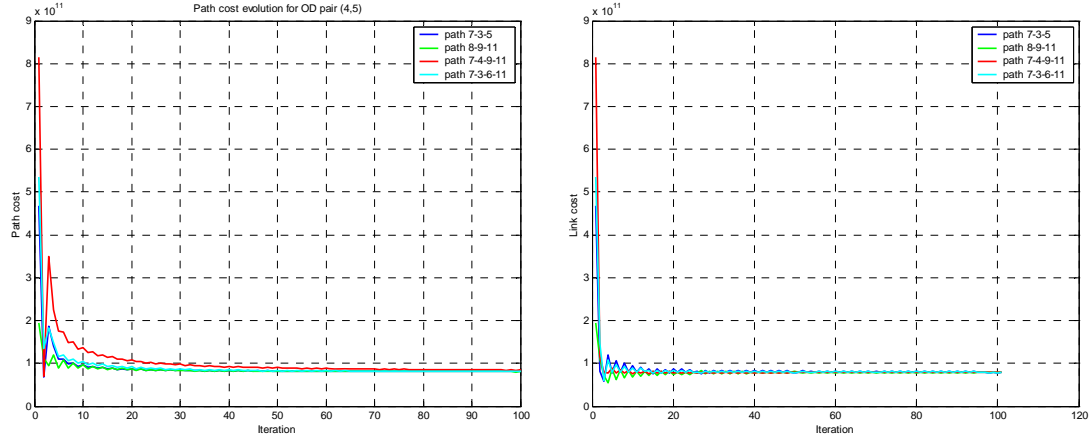 Path cost evolution for OD pair (4,5)
x 10^11
9
8
7
6
5
4
3
2
1
0
Path cost
0 10 20 30 40 50 60 70 80 90 100
Iteration
path 7-3-5
path 8-9-11
path 7-4-9-11
path 7-3-6-11
x 10^11
9
8
7
6
5
4
3
2
1
0
Link cost
0 20 40 60 80 100 120
Iteration
path 7-3-5
path 8-9-11
path 7-4-9-11
path 7-3-6-11